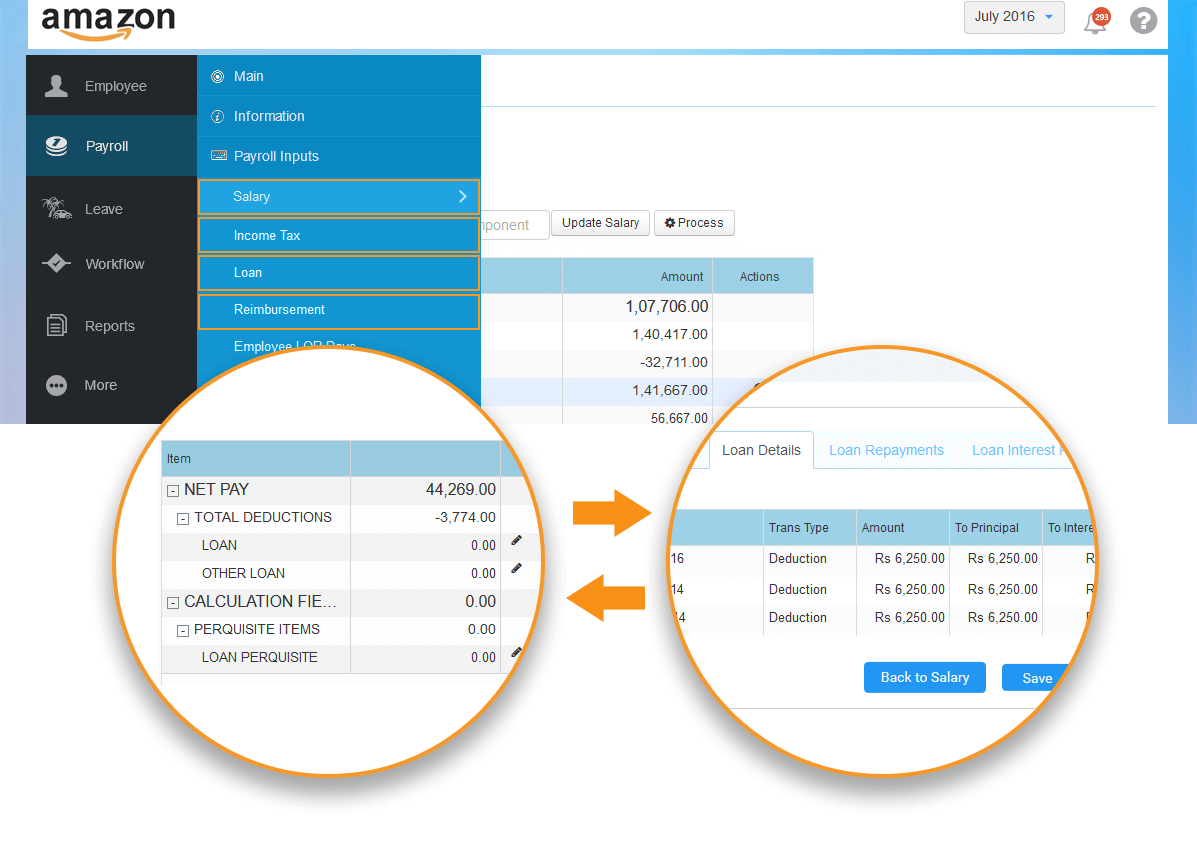 amazon
July 2016
293
?
Employee
Payroll
Leave
Workflow
Reports
More
Main
Information
Payroll Inputs
Salary
Income Tax
Loan
Reimbursement
Employee LOP Days
Update Salary
Process
Amount Actions
1,07,706.00
1,40,417.00
-32,711.00
1,41,667.00
56,667.00
Item
NET PAY 44,269.00
TOTAL DEDUCTIONS -3,774.00
LOAN 0.00
OTHER LOAN 0.00
CALCULATION FIE... 0.00
PERQUISITE ITEMS 0.00
LOAN PERQUISITE 0.00
Loan Details Loan Repayments Loan Interest
Trans Type Amount To Principal To Intere
16 Deduction Rs 6,250.00 Rs 6,250.00 R
14 Deduction Rs 6,250.00 Rs 6,250.00 R
4 Deduction Rs 6,250.00 Rs 6,250.00
Back to Salary Save